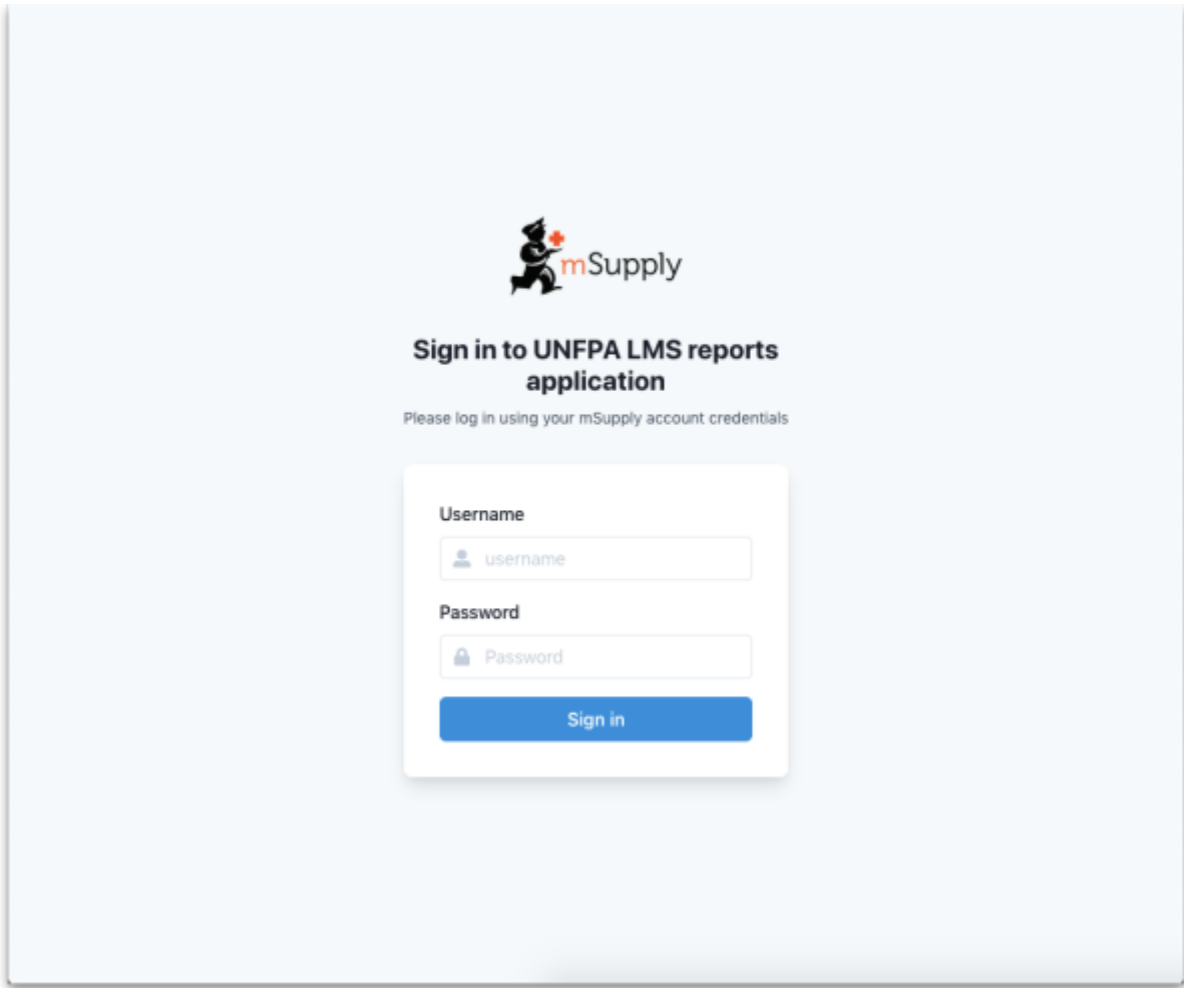 mSupply
Sign in to UNFPA LMS reports
application
Please log in using your mSupply account credentials
Username
username
Password
Password
Sign in